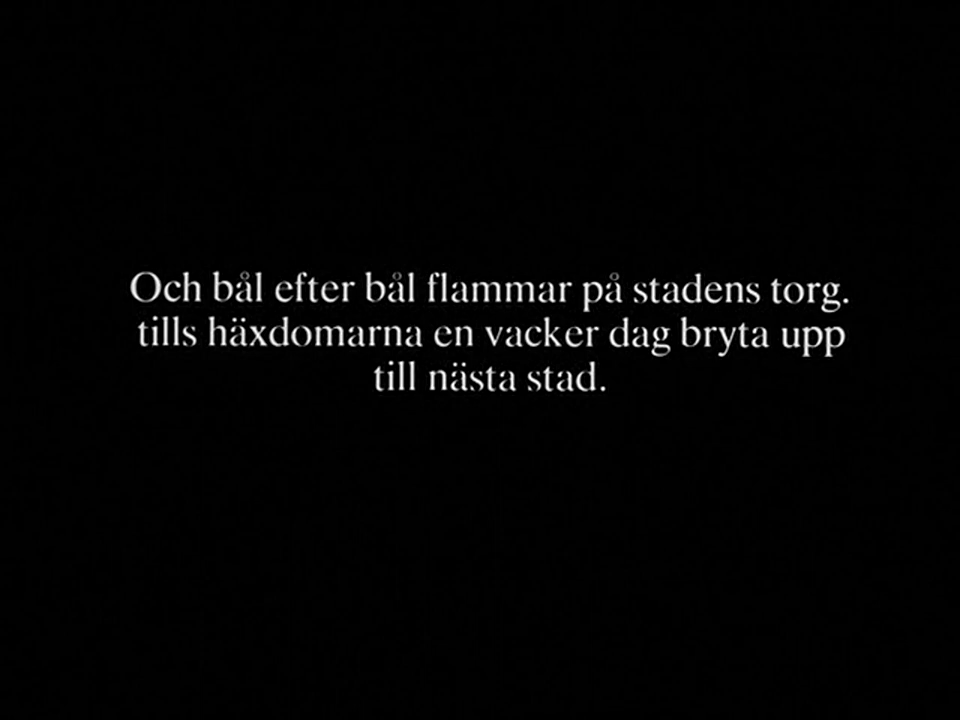 Och bål efter bål flammar på stadens torg.
tills häxdomarna en vacker dag bryta upp
till nästa stad.